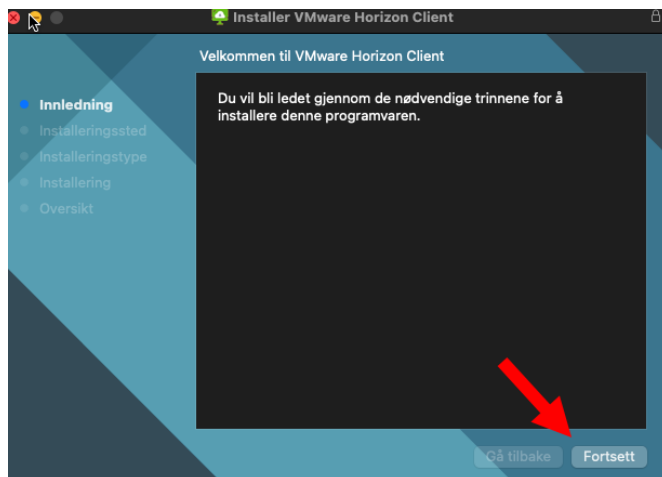 Installer VMware Horizon Client
Velkommen til VMware Horizon Client
Innledning
Installeringssted
Installeringstype
Installering
Oversikt
Du vil bli ledet gjennom de nødvendige trinnene for å
installere denne programvaren.
Gå tilbake
Fortsett